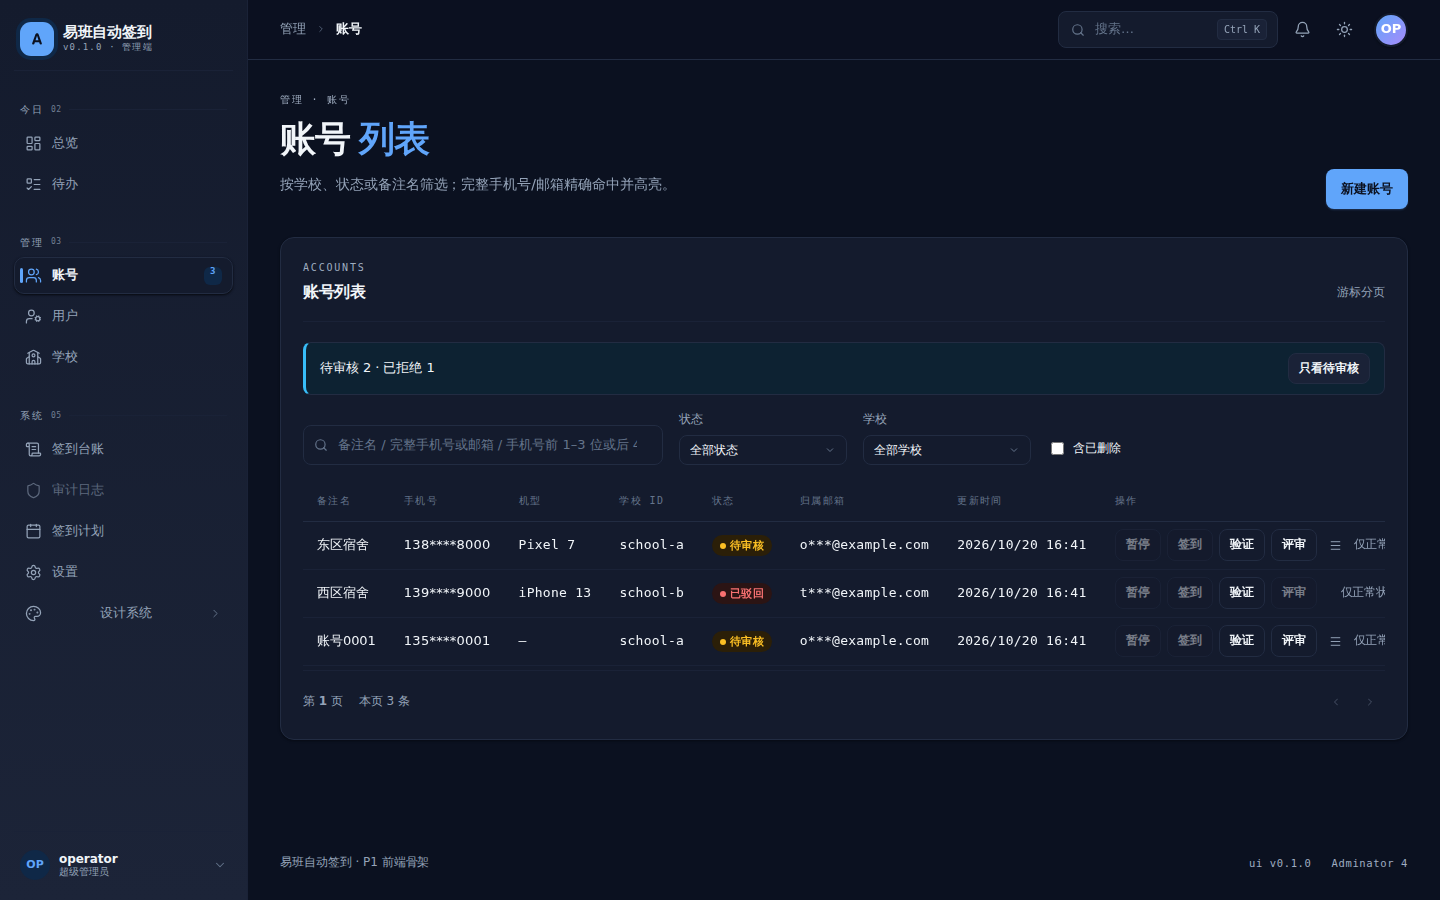 A
易班自动签到
v0.1.0 · 管理端
今日 02
总览
待办
管理 03
账号 3
用户
学校
系统 05
签到台账
审计日志
签到计划
设置
设计系统
OP operator
超级管理员
管理 › 账号
搜索… Ctrl K
OP
管理 · 账号
账号 列表
按学校、状态或备注名筛选；完整手机号/邮箱精确命中并高亮。
新建账号
ACCOUNTS
账号列表
游标分页
待审核 2 · 已拒绝 1
只看待审核
备注名 / 完整手机号或邮箱 / 手机号前 1–3 位或后 4
状态
全部状态
学校
全部学校
含已删除
备注名 手机号 机型 学校 ID 状态 归属邮箱 更新时间 操作
东区宿舍 138****8000 Pixel 7 school-a 待审核 o***@example.com 2026/10/20 16:41 暂停 签到 验证 评审 仅正常
西区宿舍 139****9000 iPhone 13 school-b 已驳回 t***@example.com 2026/10/20 16:41 暂停 签到 验证 评审 仅正常状
账号0001 135****0001 — school-a 待审核 o***@example.com 2026/10/20 16:41 暂停 签到 验证 评审 仅正常
第 1 页 本页 3 条
易班自动签到 · P1 前端骨架
ui v0.1.0 Adminator 4